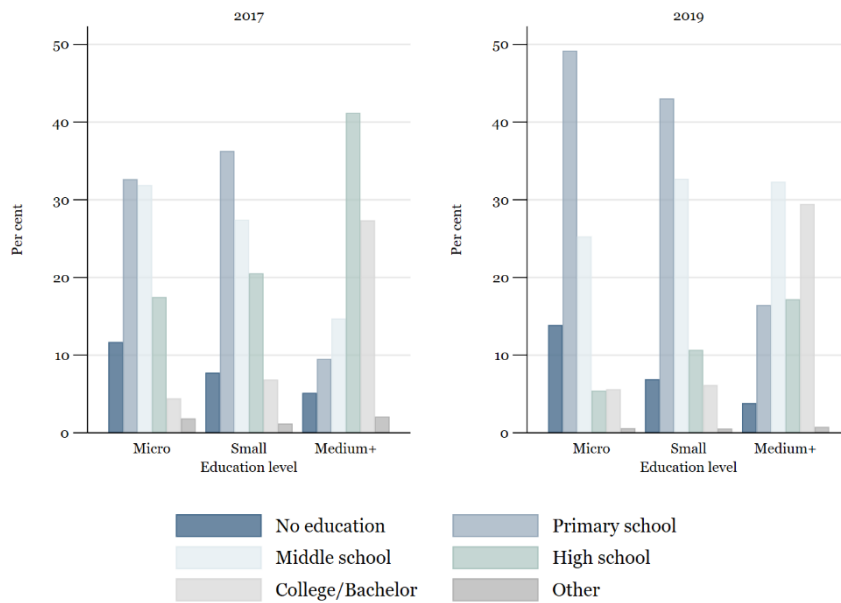 2017
50
40
30
20
10
0
Per cent
Micro Small Medium+
Education level
2019
50
40
30
20
10
0
Per cent
Micro Small Medium+
Education level
No education Primary school
Middle school High school
College/Bachelor Other